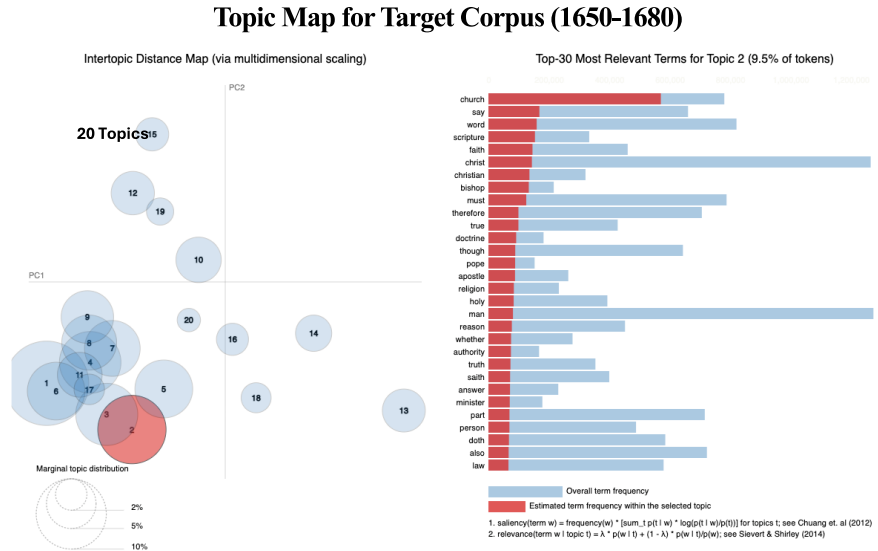 Topic Map for Target Corpus (1650-1680)
Intertopic Distance Map (via multidimensional scaling)
PC2
20 Topics
15
12
19
10
PC1
9
20
14
16
8
7
4
11
1
6
17
5
18
3
13
2
Marginal topic distribution
2%
5%
10%
Top-30 Most Relevant Terms for Topic 2 (9.5% of tokens)
church
say
word
scripture
faith
christ
christian
bishop
must
therefore
true
doctrine
though
pope
apostle
religion
holy
man
reason
whether
authority
truth
saith
answer
minister
part
person
doth
also
law
Overall term frequency
Estimated term frequency within the selected topic
1. saliency(term w) = frequency(w) * [sum_t p(t | w) * log(p(t | w)/p(t))] for topics t; see Chuang et. al (2012)
2. relevance(term w | topic t) = λ * p(w | t) + (1 - λ) * p(w | t)/p(w); see Sievert & Shirley (2014)